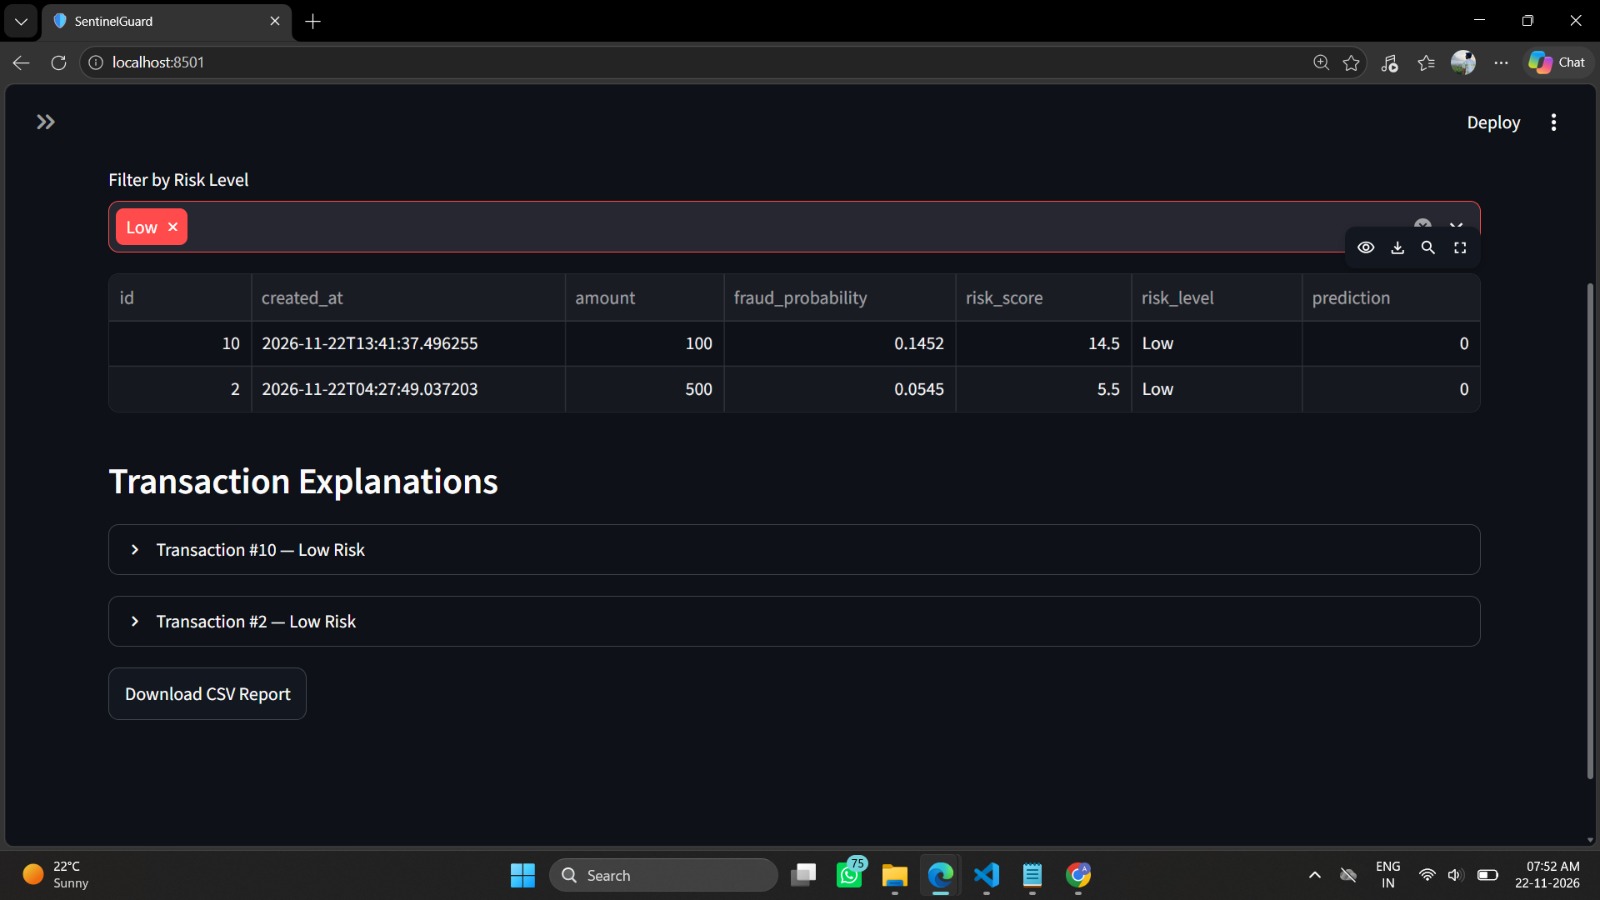 SentinelGuard
localhost:8501
Chat
Deploy
Filter by Risk Level
Low
id created_at amount fraud_probability risk_score risk_level prediction
10 2026-11-22T13:41:37.496255 100 0.1452 14.5 Low 0
2 2026-11-22T04:27:49.037203 500 0.0545 5.5 Low 0
Transaction Explanations
Transaction #10 — Low Risk
Transaction #2 — Low Risk
Download CSV Report
22°C
Sunny
Search
75
ENG
IN
07:52 AM
22-11-2026